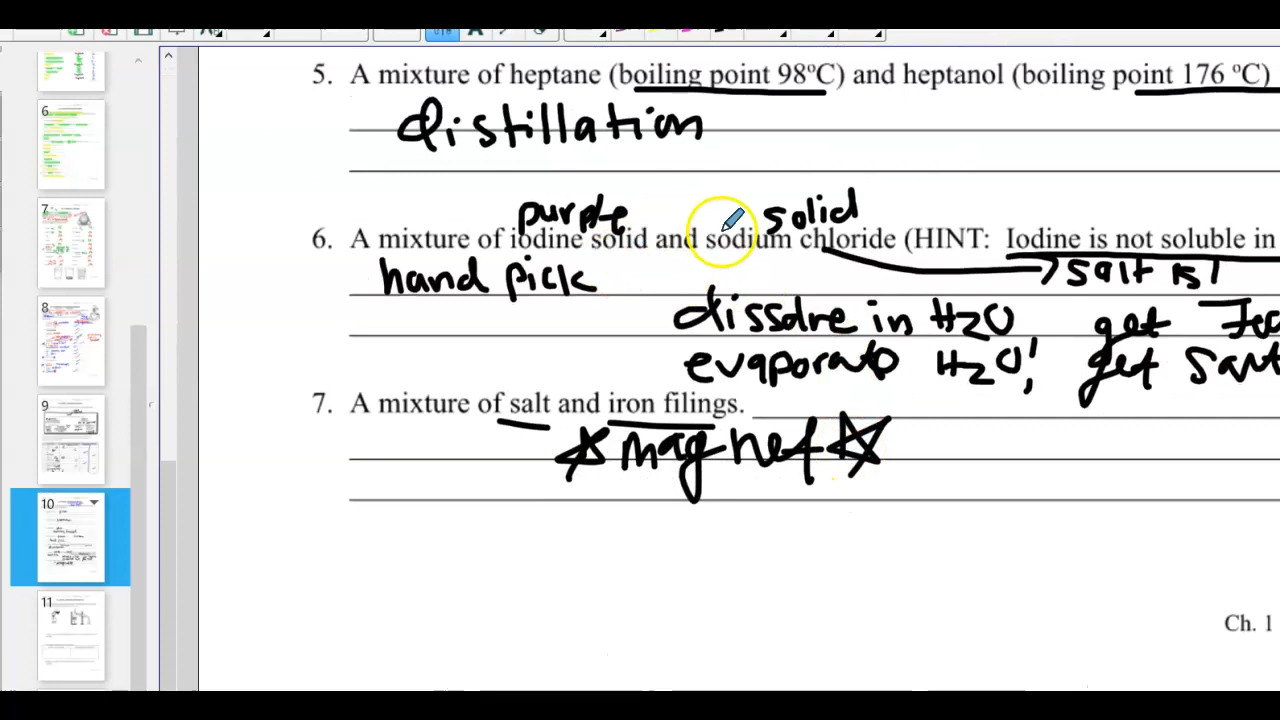 5. A mixture of heptane (boiling point 98°C) and heptanol (boiling point 176 °C)
distillation
purple solid
6. A mixture of iodine solid and sodium chloride (HINT: Iodine is not soluble in
hand pick salt is!
dissolve in H2O get
evaporate H2O! get salt
7. A mixture of salt and iron filings.
magnet
Ch. 1
6
7
8
9
10
11